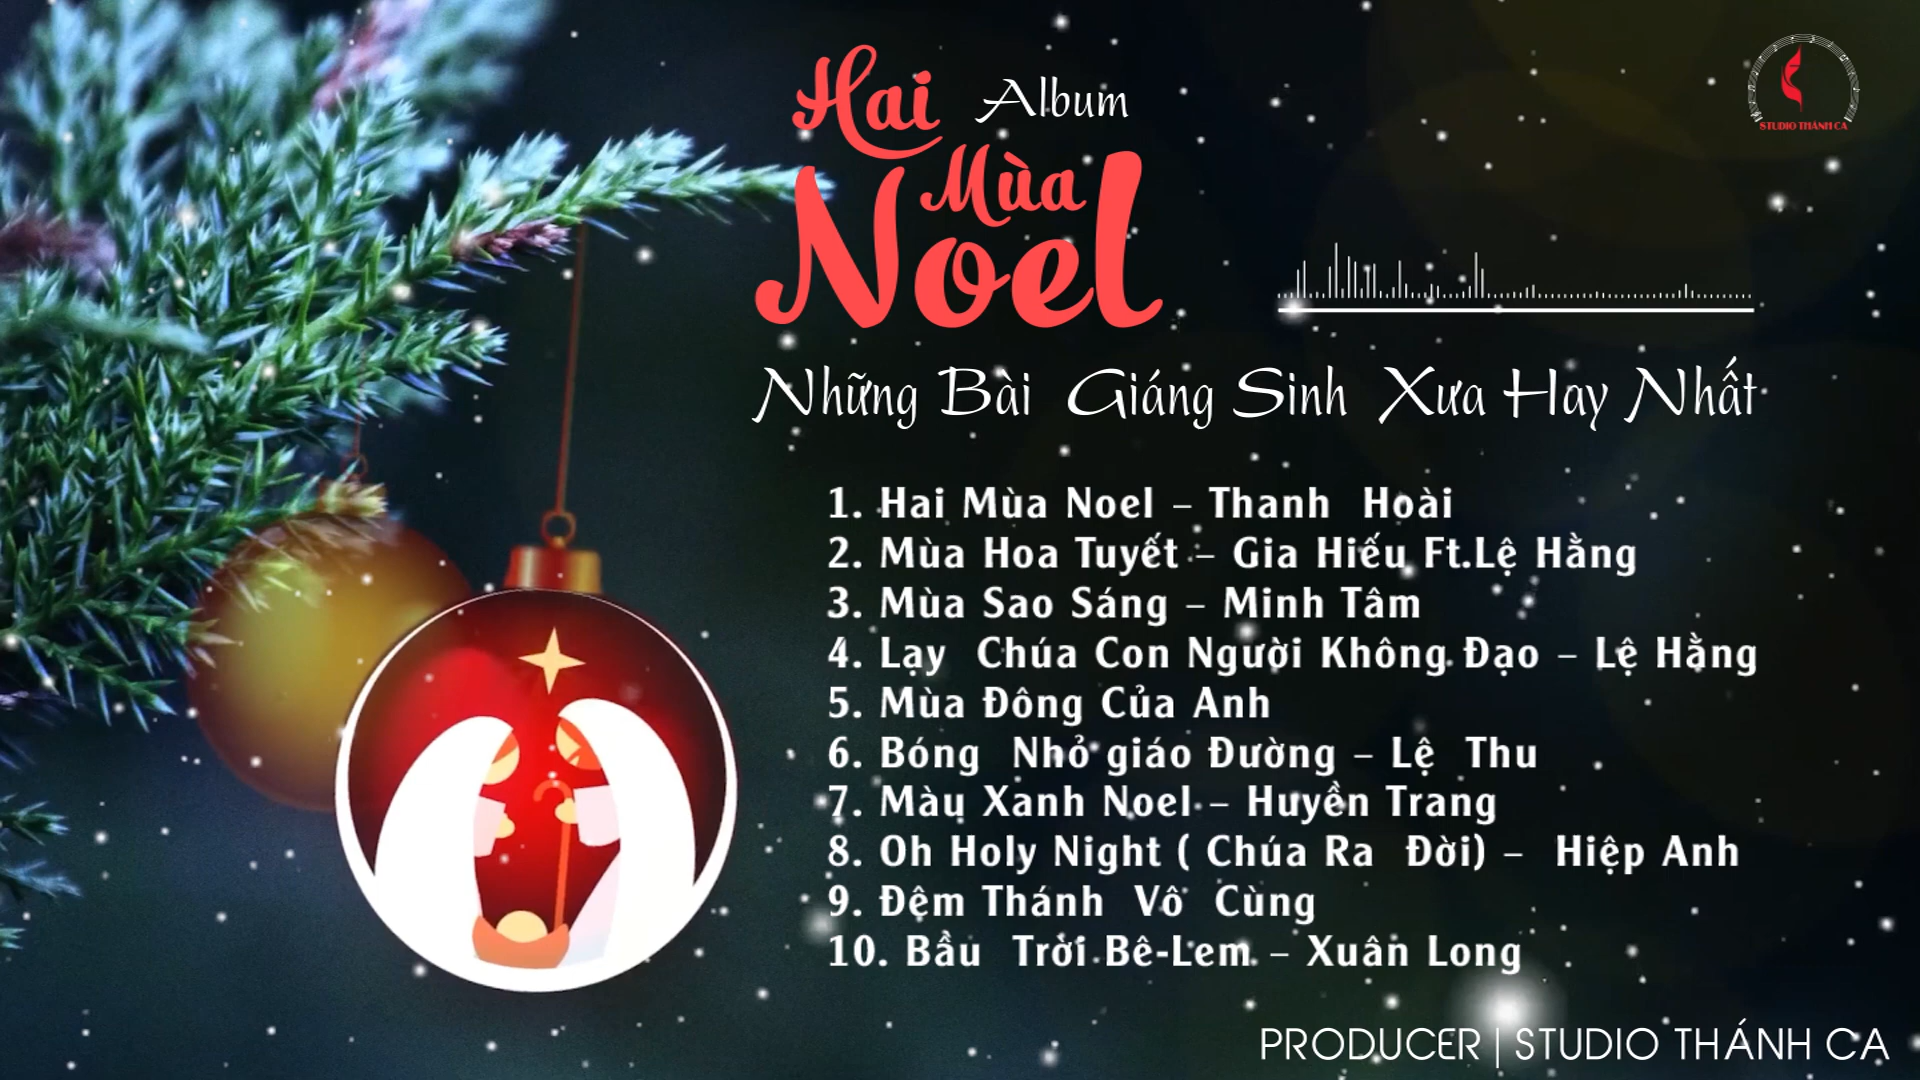 Hai Album
Mùa
Noel
STUDIO THÁNH CA
Những Bài Giáng Sinh Xưa Hay Nhất
1. Hai Mùa Noel – Thanh Hoài
2. Mùa Hoa Tuyết – Gia Hiếu Ft.Lệ Hằng
3. Mùa Sao Sáng – Minh Tâm
4. Lạy Chúa Con Người Không Đạo – Lệ Hằng
5. Mùa Đông Của Anh
6. Bóng Nhỏ giáo Đường – Lệ Thu
7. Màu Xanh Noel – Huyền Trang
8. Oh Holy Night ( Chúa Ra Đời) – Hiệp Anh
9. Đêm Thánh Vô Cùng
10. Bầu Trời Bê-Lem – Xuân Long
PRODUCER | STUDIO THÁNH CA